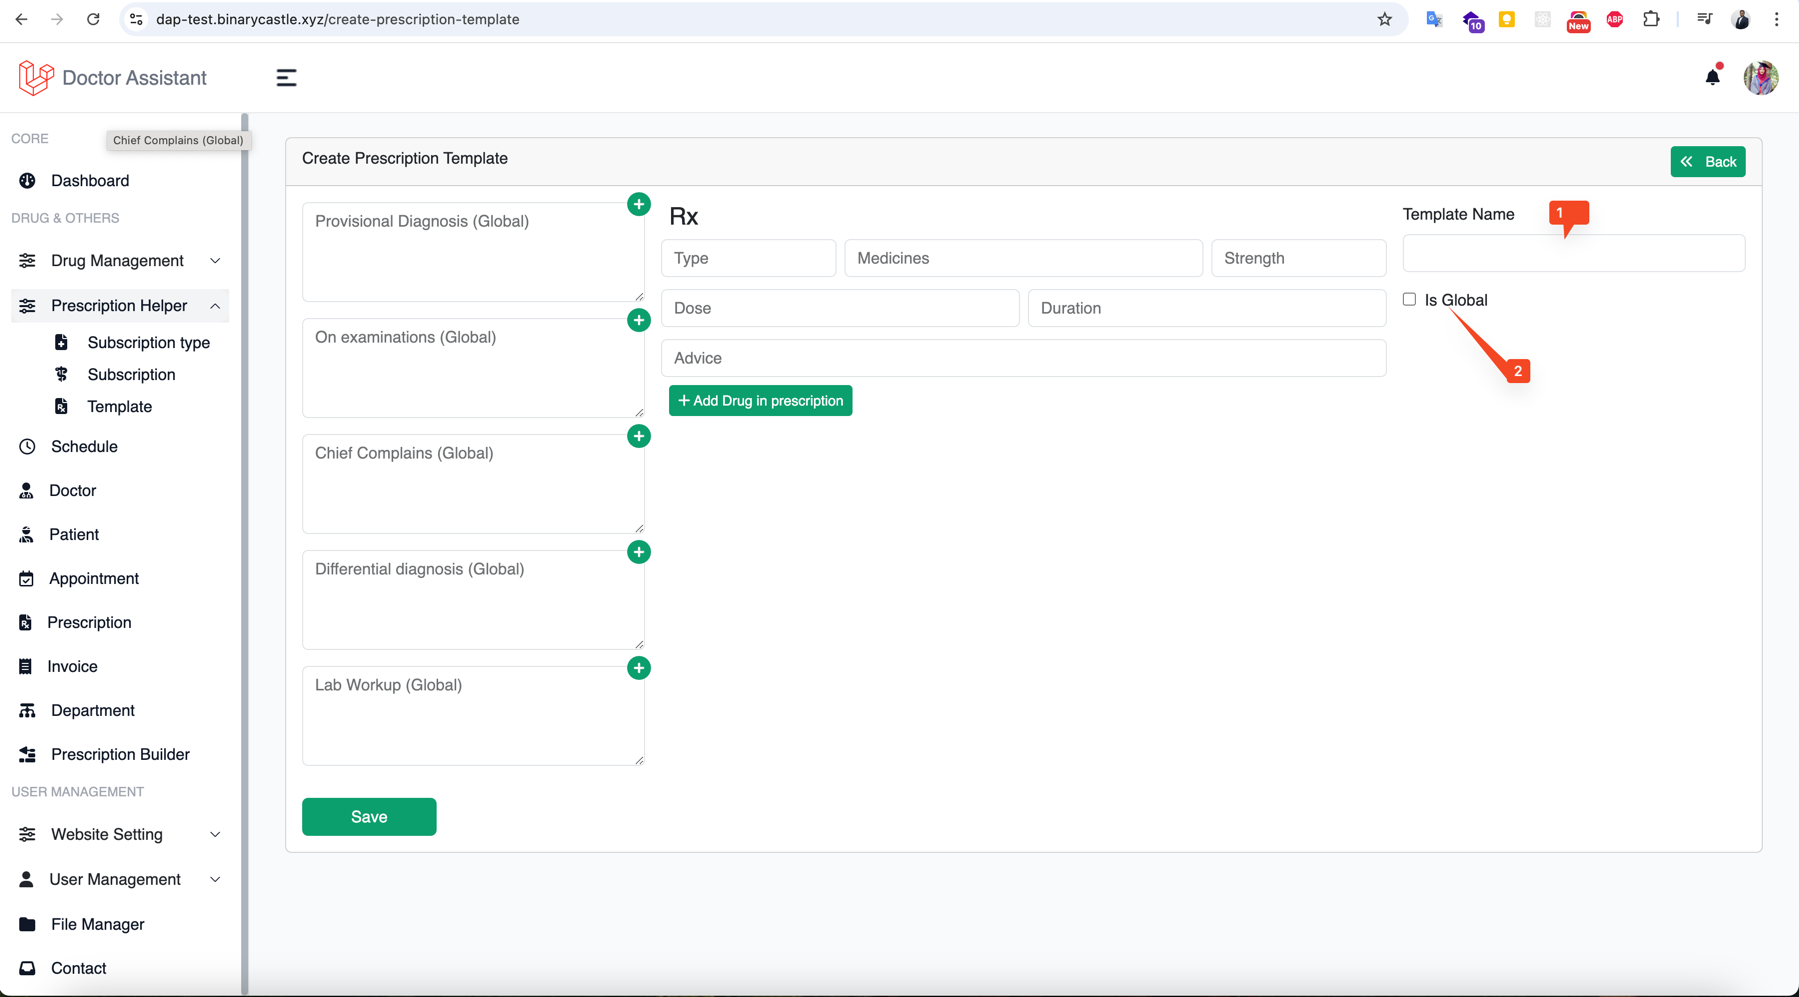 dap-test.binarycastle.xyz/create-prescription-template
10
New
ABP
Doctor Assistant
CORE
Chief Complains (Global)
Dashboard
DRUG & OTHERS
Drug Management
Prescription Helper
Subscription type
Subscription
Template
Schedule
Doctor
Patient
Appointment
Prescription
Invoice
Department
Prescription Builder
USER MANAGEMENT
Website Setting
User Management
File Manager
Contact
Create Prescription Template
Back
Provisional Diagnosis (Global)
On examinations (Global)
Chief Complains (Global)
Differential diagnosis (Global)
Lab Workup (Global)
Save
Rx
Type
Medicines
Strength
Dose
Duration
Advice
+ Add Drug in prescription
Template Name
1
Is Global
2